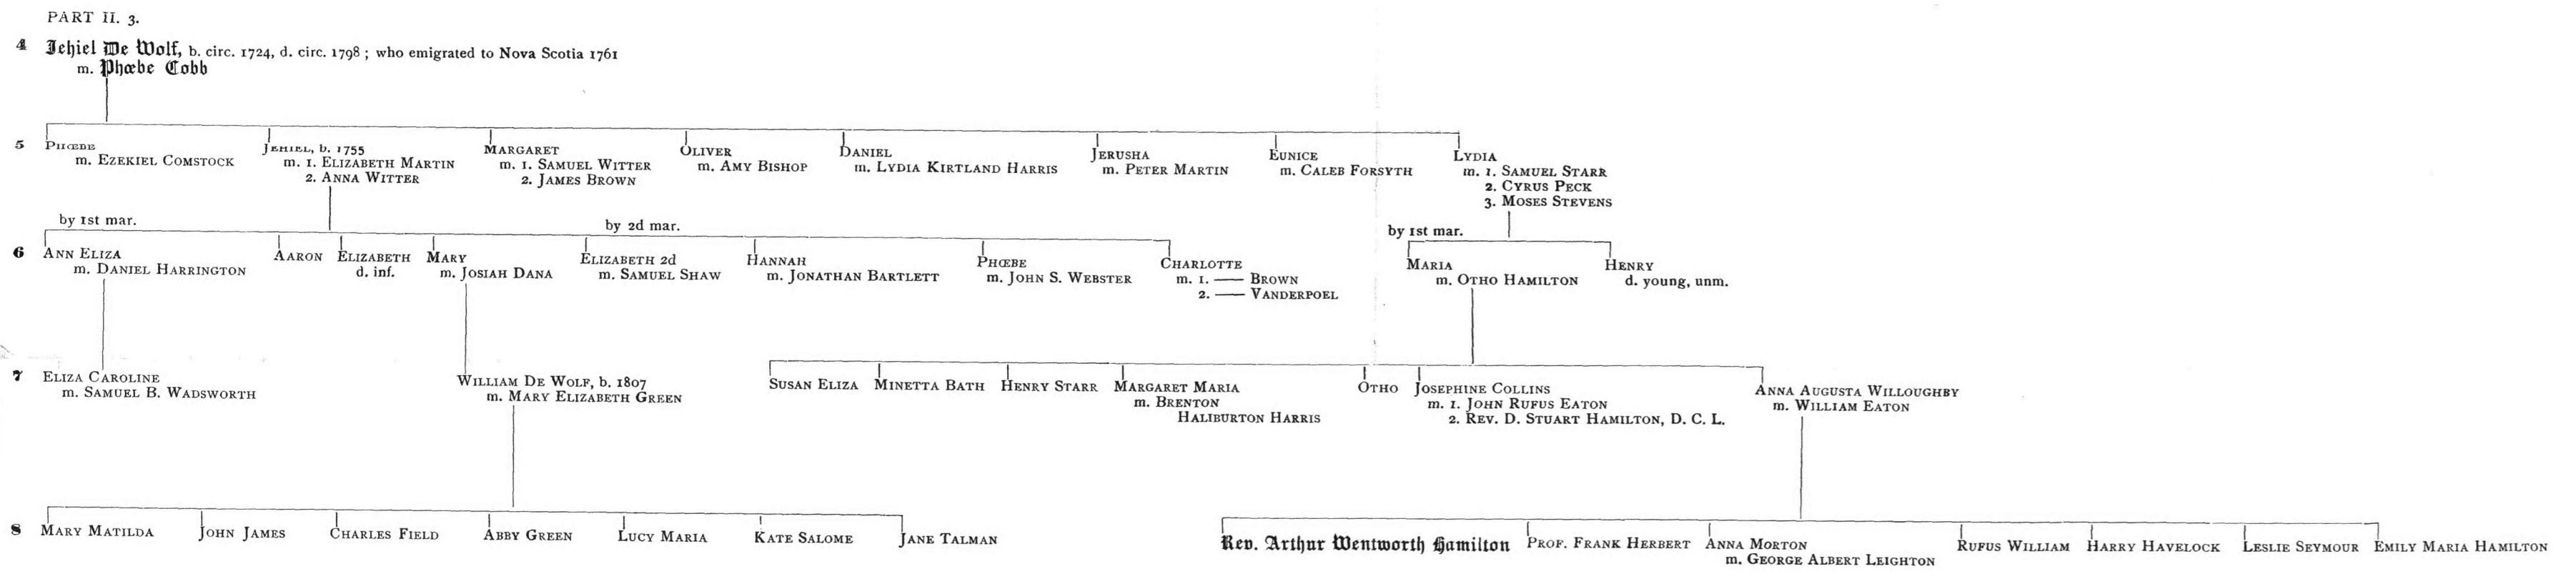 PART II. 3.
4 Jehiel De Wolf, b. circ. 1724, d. circ. 1798 ; who emigrated to Nova Scotia 1761
m. Phœbe Cobb
5 PHŒBE
m. EZEKIEL COMSTOCK
JEHIEL, b. 1755
m. 1. ELIZABETH MARTIN
2. ANNA WITTER
MARGARET
m. 1. SAMUEL WITTER
2. JAMES BROWN
OLIVER
m. AMY BISHOP
DANIEL
m. LYDIA KIRTLAND HARRIS
JERUSHA
m. PETER MARTIN
EUNICE
m. CALEB FORSYTH
LYDIA
m. 1. SAMUEL STARR
2. CYRUS PECK
3. MOSES STEVENS
by 1st mar.
by 2d mar.
by 1st mar.
6 ANN ELIZA
m. DANIEL HARRINGTON
AARON
ELIZABETH
d. inf.
MARY
m. JOSIAH DANA
ELIZABETH 2d
m. SAMUEL SHAW
HANNAH
m. JONATHAN BARTLETT
PHŒBE
m. JOHN S. WEBSTER
CHARLOTTE
m. 1. —— BROWN
2. —— VANDERPOEL
MARIA
m. OTHO HAMILTON
HENRY
d. young, unm.
7 ELIZA CAROLINE
m. SAMUEL B. WADSWORTH
WILLIAM DE WOLF, b. 1807
m. MARY ELIZABETH GREEN
SUSAN ELIZA
MINETTA BATH
HENRY STARR
MARGARET MARIA
m. BRENTON
HALIBURTON HARRIS
OTHO
JOSEPHINE COLLINS
m. 1. JOHN RUFUS EATON
2. REV. D. STUART HAMILTON, D. C. L.
ANNA AUGUSTA WILLOUGHBY
m. WILLIAM EATON
8 MARY MATILDA
JOHN JAMES
CHARLES FIELD
ABBY GREEN
LUCY MARIA
KATE SALOME
JANE TALMAN
Rev. Arthur Wentworth Hamilton
PROF. FRANK HERBERT
ANNA MORTON
m. GEORGE ALBERT LEIGHTON
RUFUS WILLIAM
HARRY HAVELOCK
LESLIE SEYMOUR
EMILY MARIA HAMILTON